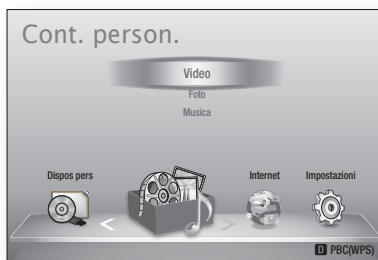 Cont. person.
Video
Foto
Musica
Dispos pers
Internet
Impostazioni
D PBC(WPS)